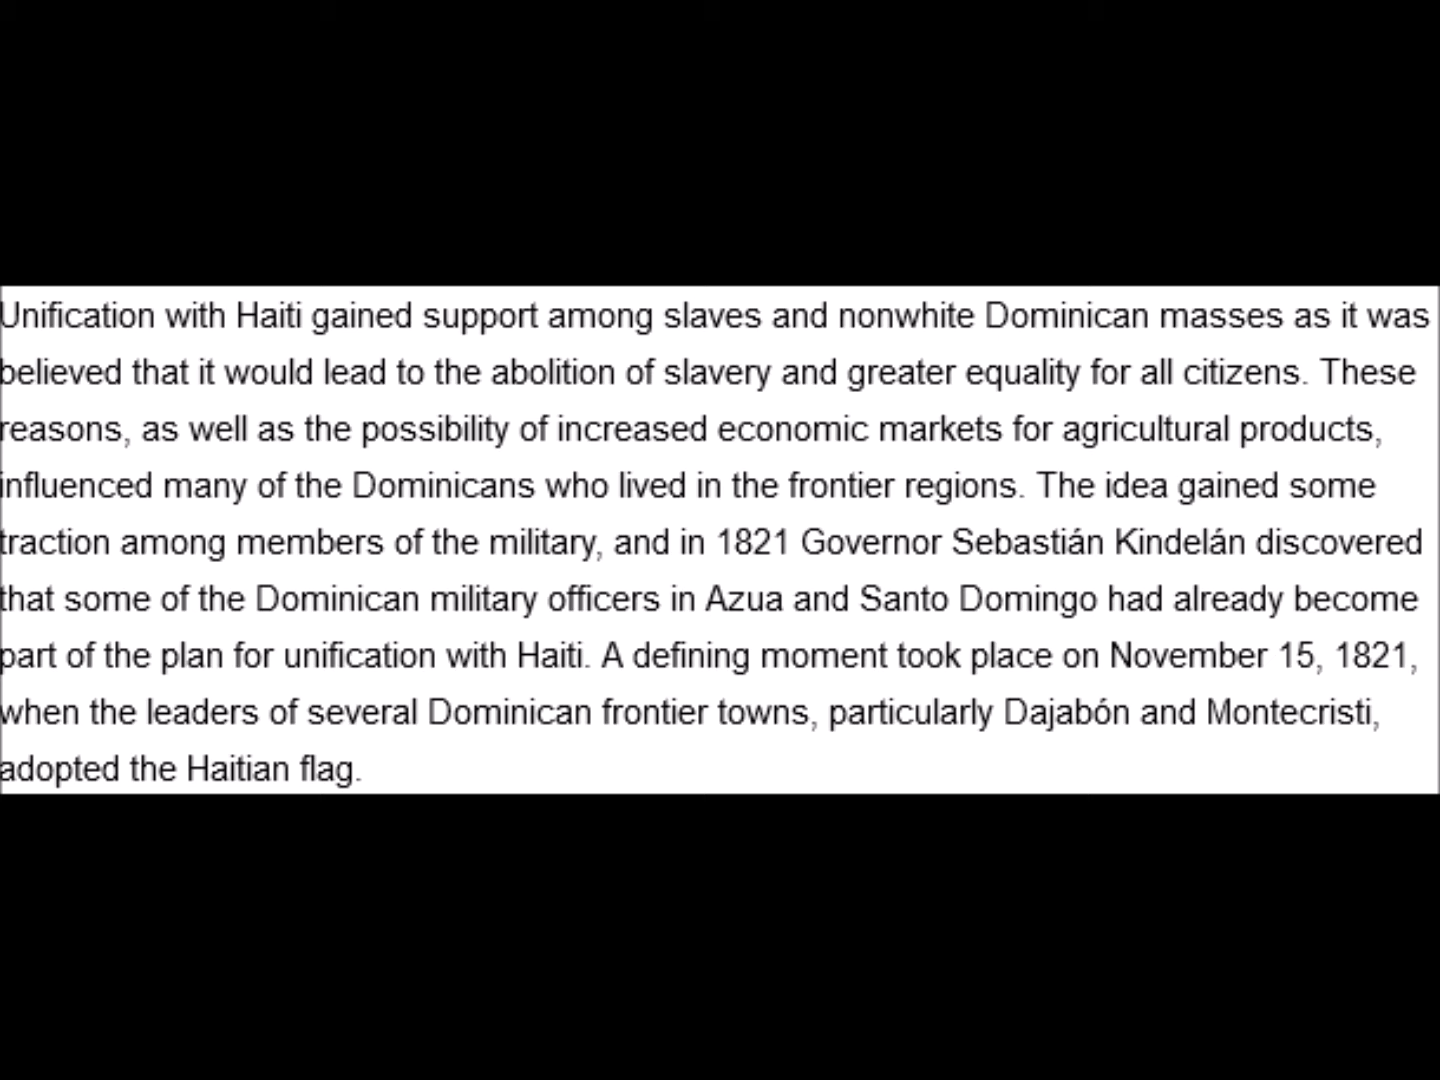 Unification with Haiti gained support among slaves and nonwhite Dominican masses as it was
believed that it would lead to the abolition of slavery and greater equality for all citizens. These
reasons, as well as the possibility of increased economic markets for agricultural products,
influenced many of the Dominicans who lived in the frontier regions. The idea gained some
traction among members of the military, and in 1821 Governor Sebastián Kindelán discovered
that some of the Dominican military officers in Azua and Santo Domingo had already become
part of the plan for unification with Haiti. A defining moment took place on November 15, 1821,
when the leaders of several Dominican frontier towns, particularly Dajabón and Montecristi,
adopted the Haitian flag.